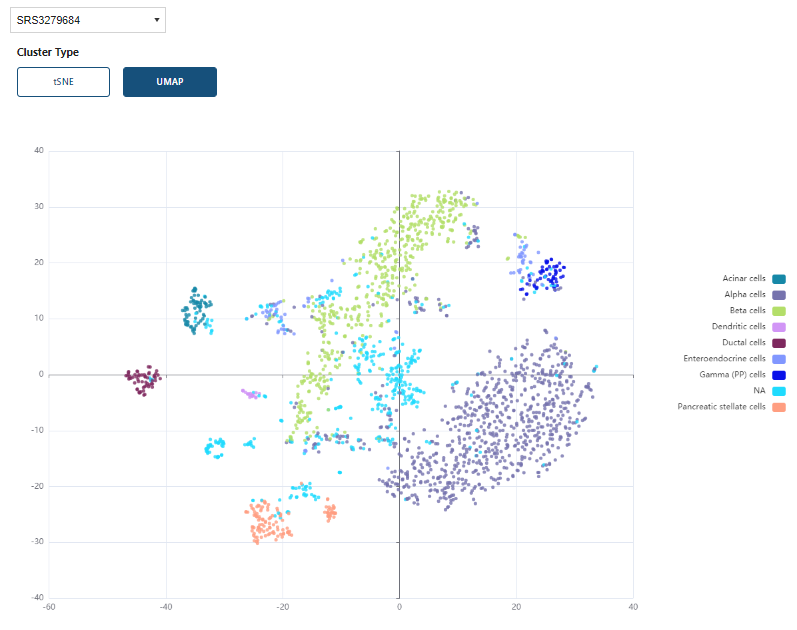 SRS3279684
Cluster Type
tSNE
UMAP
40
30
20
10
0
-10
-20
-30
-40
-60
-40
-20
0
20
40
Acinar cells
Alpha cells
Beta cells
Dendritic cells
Ductal cells
Enteroendocrine cells
Gamma (PP) cells
NA
Pancreatic stellate cells